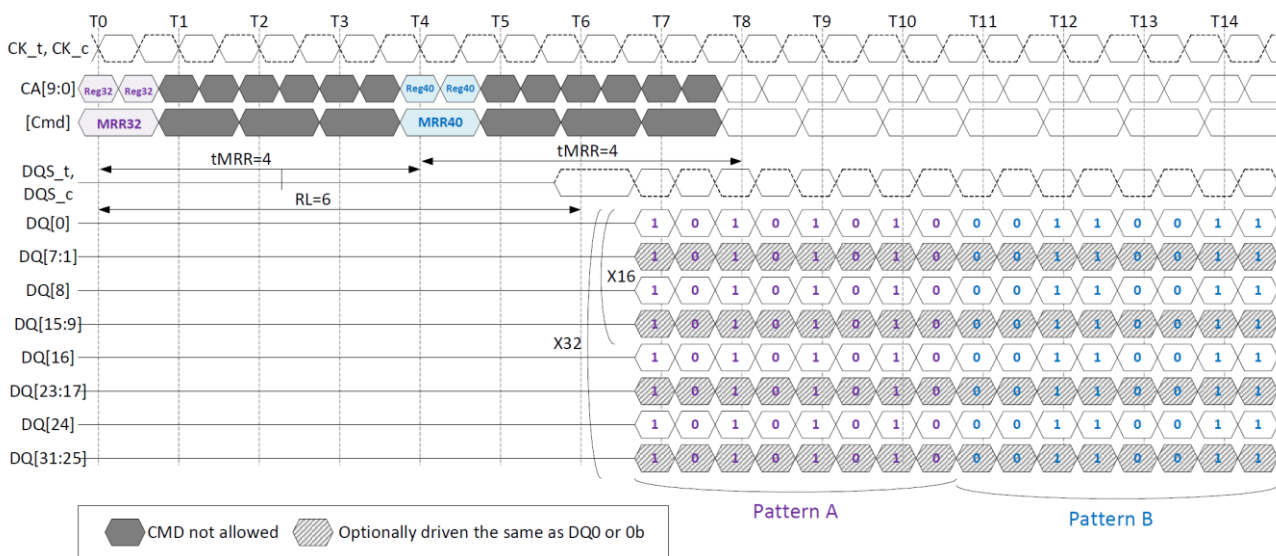 T0 T1 T2 T3 T4 T5 T6 T7 T8 T9 T10 T11 T12 T13 T14
CK_t, CK_c
CA[9:0] Reg32 Reg32 Reg40 Reg40
[Cmd] MRR32 MRR40
tMRR=4 tMRR=4
DQS_t,
DQS_c
RL=6
DQ[0] 1 0 1 0 1 0 1 0 0 0 1 1 0 0 1 1
DQ[7:1] 1 0 1 0 1 0 1 0 0 0 1 1 0 0 1 1
X16
DQ[8] 1 0 1 0 1 0 1 0 0 0 1 1 0 0 1 1
DQ[15:9] 1 0 1 0 1 0 1 0 0 0 1 1 0 0 1 1
X32
DQ[16] 1 0 1 0 1 0 1 0 0 0 1 1 0 0 1 1
DQ[23:17] 1 0 1 0 1 0 1 0 0 0 1 1 0 0 1 1
DQ[24] 1 0 1 0 1 0 1 0 0 0 1 1 0 0 1 1
DQ[31:25] 1 0 1 0 1 0 1 0 0 0 1 1 0 0 1 1
Pattern A Pattern B
CMD not allowed Optionally driven the same as DQ0 or 0b